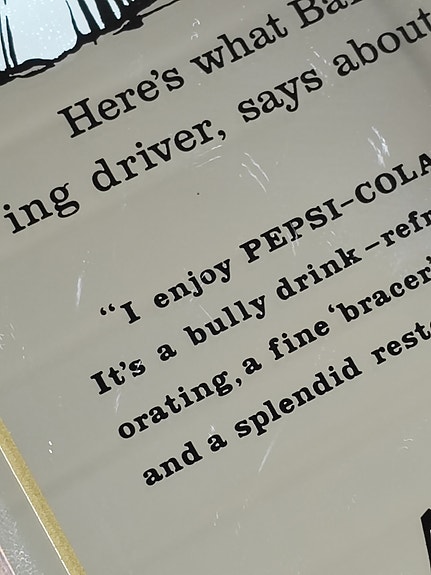 Here's what Ba
ing driver, says about
"I enjoy PEPSI-COLA
It's a bully drink–refr
orating, a fine 'bracer'
and a splendid rest